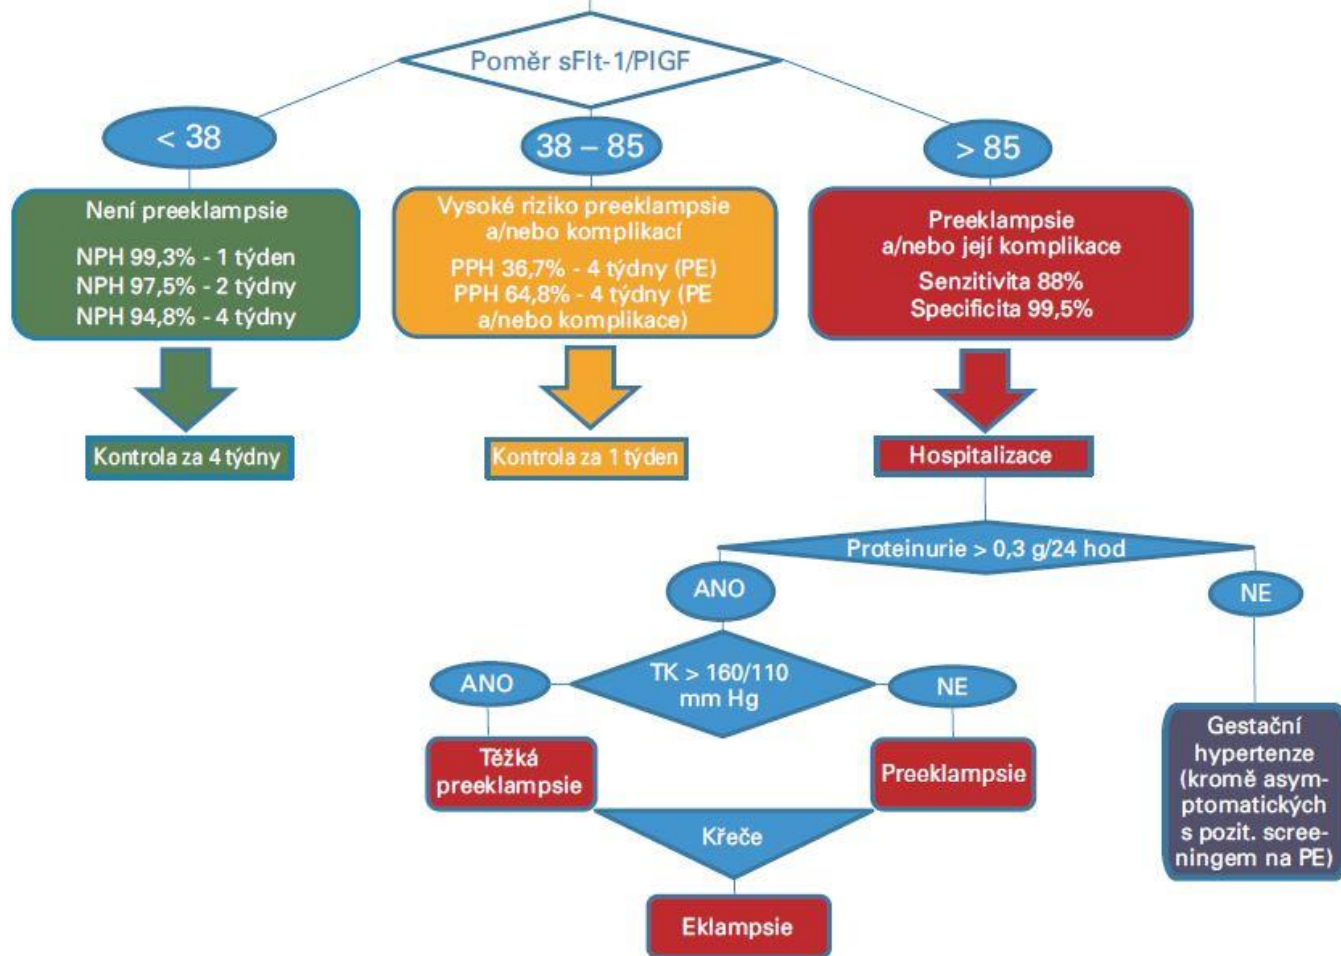 Poměr sFlt-1/PlGF
< 38
38 – 85
> 85
Není preeklampsie
NPH 99,3% - 1 týden
NPH 97,5% - 2 týdny
NPH 94,8% - 4 týdny
Vysoké riziko preeklampsie
a/nebo komplikací
PPH 36,7% - 4 týdny (PE)
PPH 64,8% - 4 týdny (PE
a/nebo komplikace)
Preeklampsie
a/nebo její komplikace
Senzitivita 88%
Specificita 99,5%
Kontrola za 4 týdny
Kontrola za 1 týden
Hospitalizace
Proteinurie > 0,3 g/24 hod
ANO
NE
TK > 160/110
mm Hg
ANO
NE
Těžká
preeklampsie
Preeklampsie
Gestační
hypertenze
(kromě asym-
ptomatických
s pozit. scree-
ningem na PE)
Křeče
Eklampsie